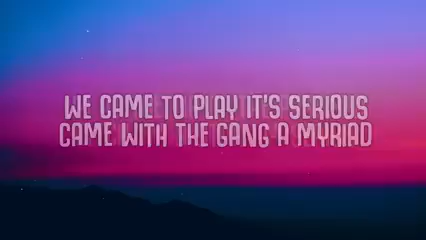 WE CAME TO PLAY IT'S SERIOUS
CAME WITH THE GANG A MYRIAD